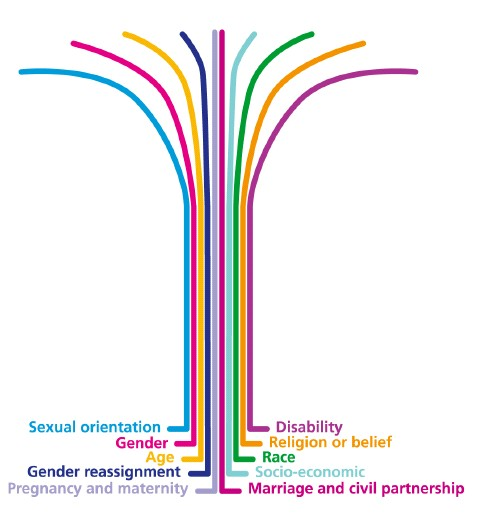 Sexual orientation
Gender
Age
Gender reassignment
Pregnancy and maternity
Disability
Religion or belief
Race
Socio-economic
Marriage and civil partnership